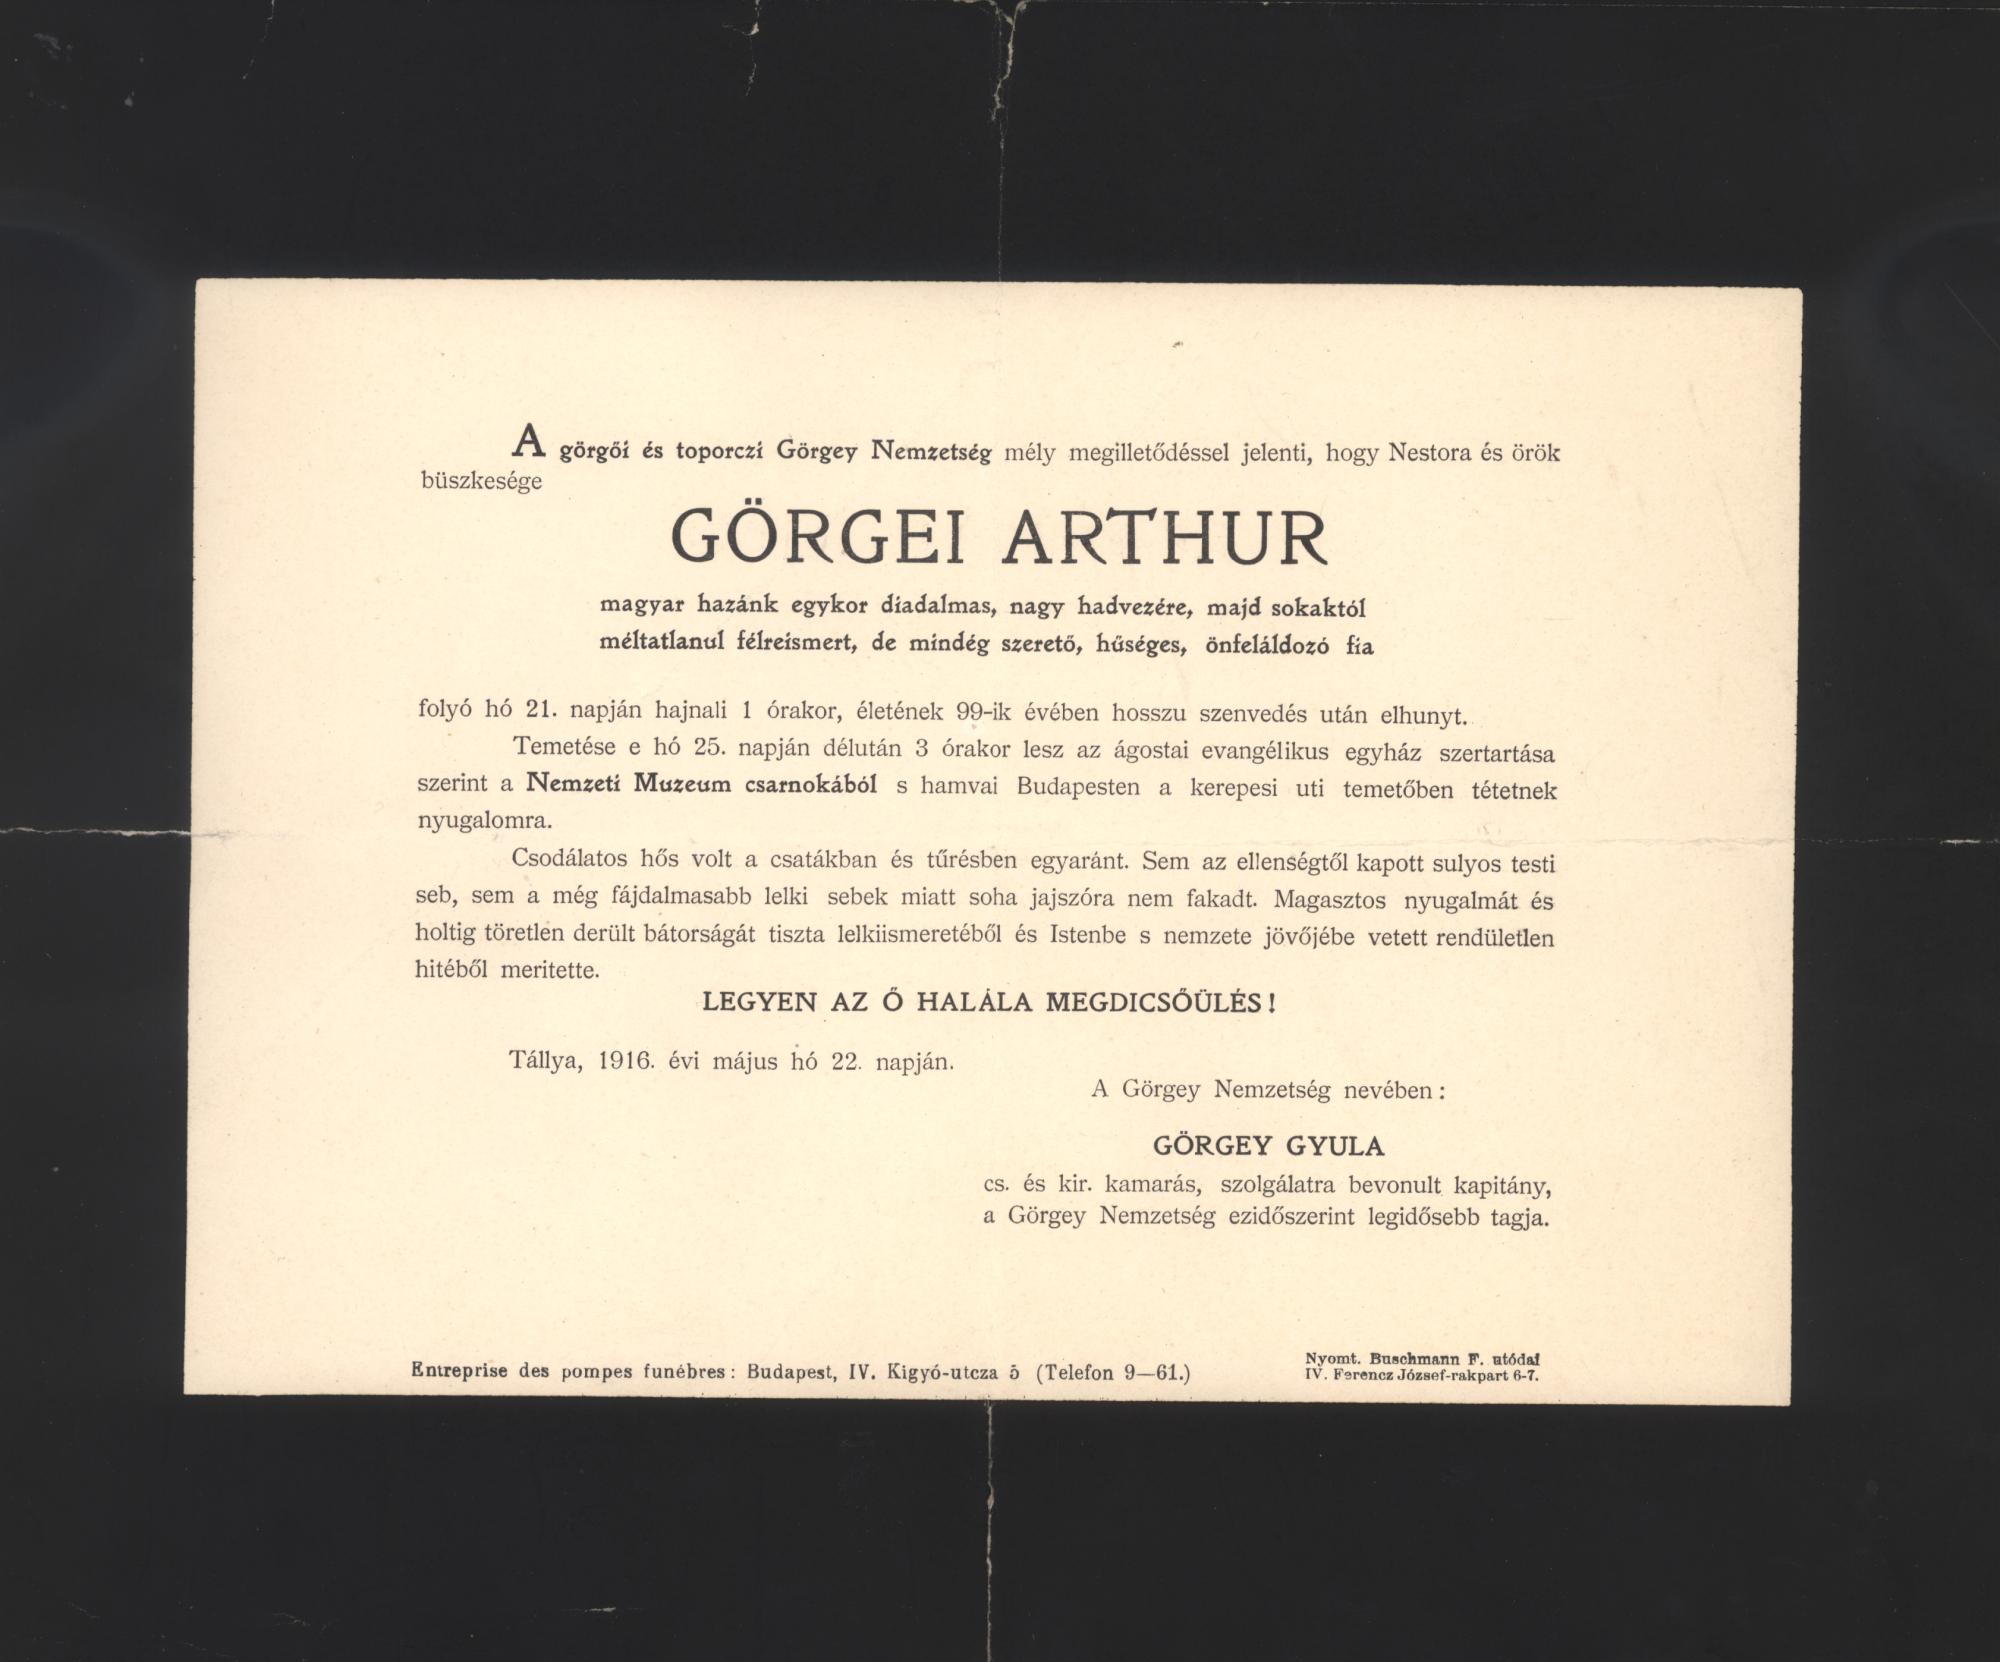 A görgői és toporczi Görgey Nemzetség mély megilletődéssel jelenti, hogy Nestora és örök
büszkesége
GÖRGEI ARTHUR
magyar hazánk egykor diadalmas, nagy hadvezére, majd sokaktól
méltatlanul félreismert, de mindég szerető, hűséges, önfeláldozó fia
folyó hó 21. napján hajnali 1 órakor, életének 99-ik évében hosszu szenvedés után elhunyt.
Temetése e hó 25. napján délután 3 órakor lesz az ágostai evangélikus egyház szertartása
szerint a Nemzeti Muzeum csarnokából s hamvai Budapesten a kerepesi uti temetőben tétetnek
nyugalomra.
Csodálatos hős volt a csatákban és tűrésben egyaránt. Sem az ellenségtől kapott sulyos testi
seb, sem a még fájdalmasabb lelki sebek miatt soha jajszóra nem fakadt. Magasztos nyugalmát és
holtig töretlen derült bátorságát tiszta lelkiismeretéből és Istenbe s nemzete jövőjébe vetett rendületlen
hitéből meritette.
LEGYEN AZ Ő HALÁLA MEGDICSŐÜLÉS!
Tállya, 1916. évi május hó 22. napján.
A Görgey Nemzetség nevében:
GÖRGEY GYULA
cs. és kir. kamarás, szolgálatra bevonult kapitány,
a Görgey Nemzetség ezidőszerint legidősebb tagja.
Entreprise des pompes funèbres: Budapest, IV. Kigyó-utcza 5 (Telefon 9—61.)
Nyomt. Buschmann F. utódai
IV. Ferencz József-rakpart 6-7.